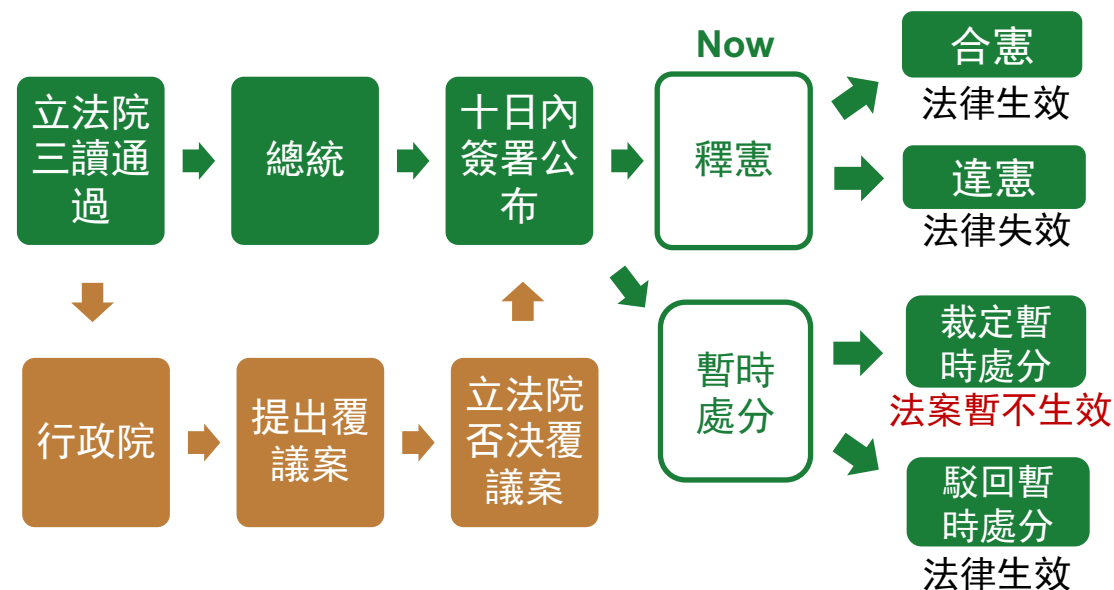 Now
立法院
三讀通
過
總統
十日內
簽署公
布
釋憲
合憲
法律生效
違憲
法律失效
行政院
提出覆
議案
立法院
否決覆
議案
暫時
處分
裁定暫
時處分
法案暫不生效
駁回暫
時處分
法律生效